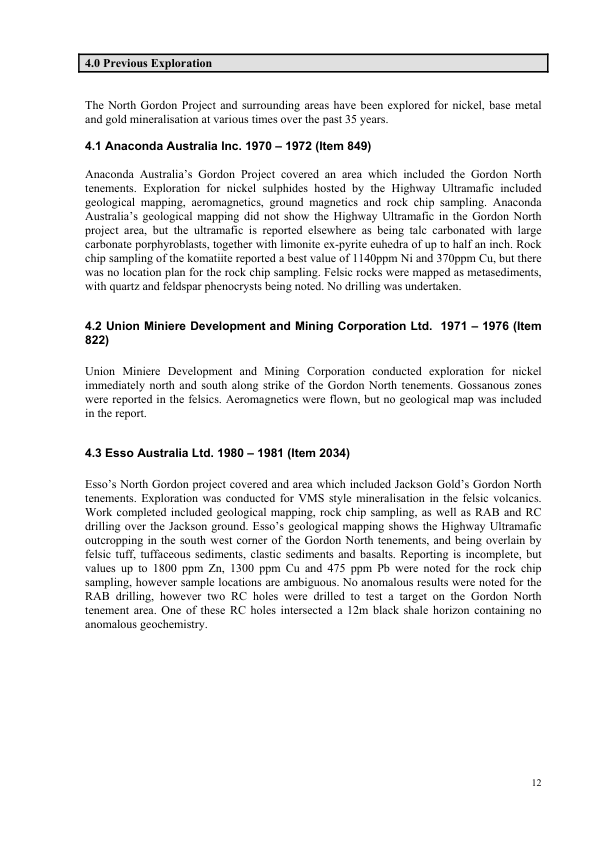 4.0 Previous Exploration
The North Gordon Project and surrounding areas have been explored for nickel, base metal
and gold mineralisation at various times over the past 35 years.
4.1 Anaconda Australia Inc. 1970 – 1972 (Item 849)
Anaconda Australia's Gordon Project covered an area which included the Gordon North
tenements. Exploration for nickel sulphides hosted by the Highway Ultramafic included
geological mapping, aeromagnetics, ground magnetics and rock chip sampling. Anaconda
Australia's geological mapping did not show the Highway Ultramafic in the Gordon North
project area, but the ultramafic is reported elsewhere as being talc carbonated with large
carbonate porphyroblasts, together with limonite ex-pyrite euhedra of up to half an inch. Rock
chip sampling of the komatiite reported a best value of 1140ppm Ni and 370ppm Cu, but there
was no location plan for the rock chip sampling. Felsic rocks were mapped as metasediments,
with quartz and feldspar phenocrysts being noted. No drilling was undertaken.
4.2 Union Miniere Development and Mining Corporation Ltd.  1971 – 1976 (Item
822)
Union Miniere Development and Mining Corporation conducted exploration for nickel
immediately north and south along strike of the Gordon North tenements. Gossanous zones
were reported in the felsics. Aeromagnetics were flown, but no geological map was included
in the report.
4.3 Esso Australia Ltd. 1980 – 1981 (Item 2034)
Esso's North Gordon project covered and area which included Jackson Gold's Gordon North
tenements. Exploration was conducted for VMS style mineralisation in the felsic volcanics.
Work completed included geological mapping, rock chip sampling, as well as RAB and RC
drilling over the Jackson ground. Esso's geological mapping shows the Highway Ultramafic
outcropping in the south west corner of the Gordon North tenements, and being overlain by
felsic tuff, tuffaceous sediments, clastic sediments and basalts. Reporting is incomplete, but
values up to 1800 ppm Zn, 1300 ppm Cu and 475 ppm Pb were noted for the rock chip
sampling, however sample locations are ambiguous. No anomalous results were noted for the
RAB drilling, however two RC holes were drilled to test a target on the Gordon North
tenement area. One of these RC holes intersected a 12m black shale horizon containing no
anomalous geochemistry.
12